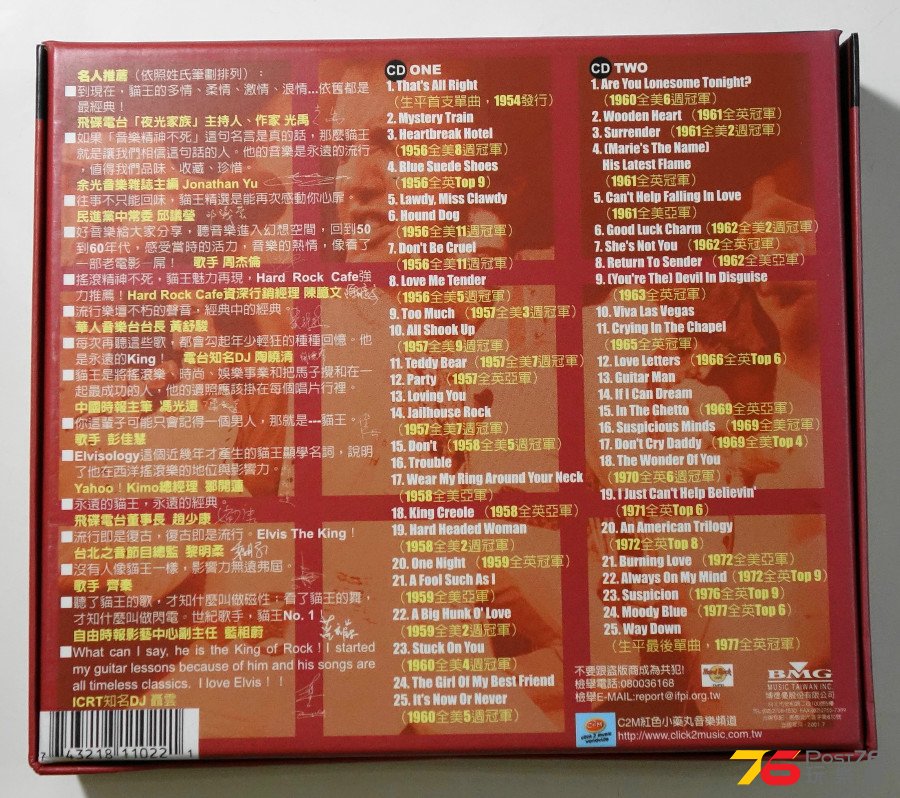 名人推薦（依照姓氏筆劃排列）：
■到現在，貓王的多情、柔情、激情、浪情...依舊都是
最經典！
飛碟電台「夜光家族」主持人、作家 光禹
■如果「音樂精神不死」這句名言是真的話，那麼貓王
就是讓我們相信這句話的人。他的音樂是永遠的流行
，值得我們品味、收藏、珍惜。
余光音樂雜誌主編 Jonathan Yu
■往事不只能回味，貓王精選是能再次感動你心扉。
民進黨中常委 邱議瑩
■好音樂給大家分享，聽音樂進入幻想空間，回到50
到60年代，感受當時的活力，音樂的熱情，像看了
一部老電影一屌！ 歌手 周杰倫
■搖滾精神不死，貓王魅力再現，Hard Rock Cafe強
力推薦！Hard Rock Cafe資深行銷經理 陳臆文
■流行樂壇不朽的聲音，經典中的經典。
華人音樂台台長 黃舒駿
■每次再聽這些歌，都會勾起年少輕狂的種種回憶。他
是永遠的King！ 電台知名DJ 陶曉清
■貓王是將搖滾樂、時尚、娛樂事業和把馬子攪和在一
起最成功的人，他的遺照應該掛在每個唱片行裡。
中國時報主筆 馮光遠
■你這輩子可能只會記得一個男人，那就是---貓王。
歌手 彭佳慧
■Elvisology這個近幾年才產生的貓王顯學名詞，說明
了他在西洋搖滾樂的地位與影響力。
Yahoo！Kimo總經理 鄒開蓮
■永遠的貓王，永遠的經典。
飛碟電台董事長 趙少康
■流行即是復古，復古即是流行。Elvis The King！
台北之音節目總監 黎明柔
■沒有人像貓王一樣，影響力無遠弗屆。
歌手 齊秦
■聽了貓王的歌，才知什麼叫做磁性；看了貓王的舞，
才知什麼叫做閃電。世紀歌手，貓王No. 1！
自由時報影藝中心副主任 藍祖蔚
■What can I say, he is the King of Rock！I started
my guitar lessons because of him and his songs are
all timeless classics. I love Elvis！！
ICRT知名DJ 聶雲
7 43218 11022 1
CD ONE
1. That's All Right
（生平首支單曲，1954發行）
2. Mystery Train
3. Heartbreak Hotel
（1956全美8週冠軍）
4. Blue Suede Shoes
（1956全英Top 9）
5. Lawdy, Miss Clawdy
6. Hound Dog
（1956全美11週冠軍）
7. Don't Be Cruel
（1956全美11週冠軍）
8. Love Me Tender
（1956全美5週冠軍）
9. Too Much （1957全美3週冠軍）
10. All Shook Up
（1957全美9週冠軍）
11. Teddy Bear （1957全美7週冠軍）
12. Party （1957全英亞軍）
13. Loving You
14. Jailhouse Rock
（1957全美7週冠軍）
15. Don't （1958全美5週冠軍）
16. Trouble
17. Wear My Ring Around Your Neck
（1958全美亞軍）
18. King Creole （1958全英亞軍）
19. Hard Headed Woman
（1958全美2週冠軍）
20. One Night （1959全英冠軍）
21. A Fool Such As I
（1959全美亞軍）
22. A Big Hunk O' Love
（1959全美2週冠軍）
23. Stuck On You
（1960全美4週冠軍）
24. The Girl Of My Best Friend
25. It's Now Or Never
（1960全美5週冠軍）
CD TWO
1. Are You Lonesome Tonight?
（1960全美6週冠軍）
2. Wooden Heart （1961全英冠軍）
3. Surrender （1961全美2週冠軍）
4. (Marie's The Name)
His Latest Flame
（1961全英冠軍）
5. Can't Help Falling In Love
（1961全美亞軍）
6. Good Luck Charm （1962全美2週冠軍）
7. She's Not You （1962全英冠軍）
8. Return To Sender （1962全美亞軍）
9. (You're The) Devil In Disguise
（1963全英冠軍）
10. Viva Las Vegas
11. Crying In The Chapel
（1965全英冠軍）
12. Love Letters （1966全英Top 6）
13. Guitar Man
14. If I Can Dream
15. In The Ghetto （1969全英亞軍）
16. Suspicious Minds （1969全美冠軍）
17. Don't Cry Daddy （1969全美Top 4）
18. The Wonder Of You
（1970全英6週冠軍）
19. I Just Can't Help Believin'
（1971全英Top 6）
20. An American Trilogy
（1972全英Top 8）
21. Burning Love （1972全美亞軍）
22. Always On My Mind （1972全英Top 9）
23. Suspicion （1976全英Top 9）
24. Moody Blue （1977全英Top 6）
25. Way Down
（生平最後單曲，1977全英冠軍）
不要跟盜版商成為共犯!
檢舉電話:080036168
檢舉E-MAIL:report@ifpi.org.tw
BMG
MUSIC TAIWAN INC.
博德曼股份有限公司
C2M
C2M紅色小藥丸音樂頻道
http://www.click2music.com.tw
76 Post76